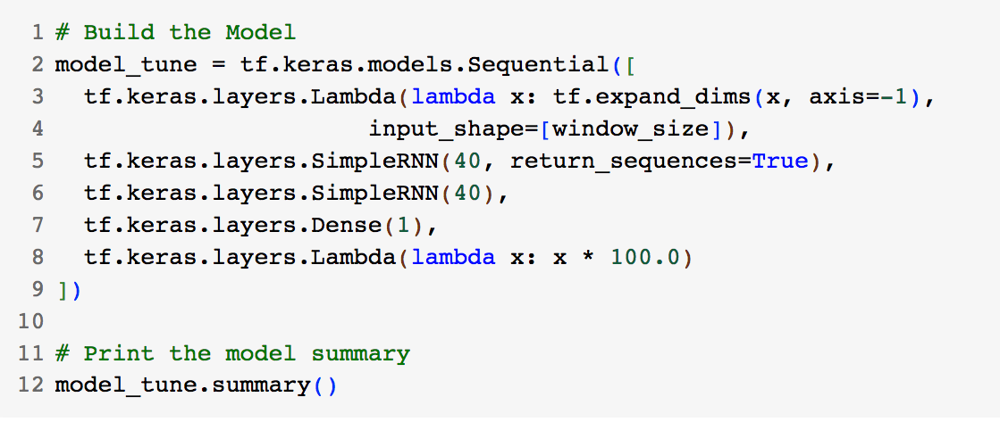 1 # Build the Model
2 model_tune = tf.keras.models.Sequential([
3   tf.keras.layers.Lambda(lambda x: tf.expand_dims(x, axis=-1),
4                       input_shape=[window_size]),
5   tf.keras.layers.SimpleRNN(40, return_sequences=True),
6   tf.keras.layers.SimpleRNN(40),
7   tf.keras.layers.Dense(1),
8   tf.keras.layers.Lambda(lambda x: x * 100.0)
9 ])
10
11 # Print the model summary
12 model_tune.summary()